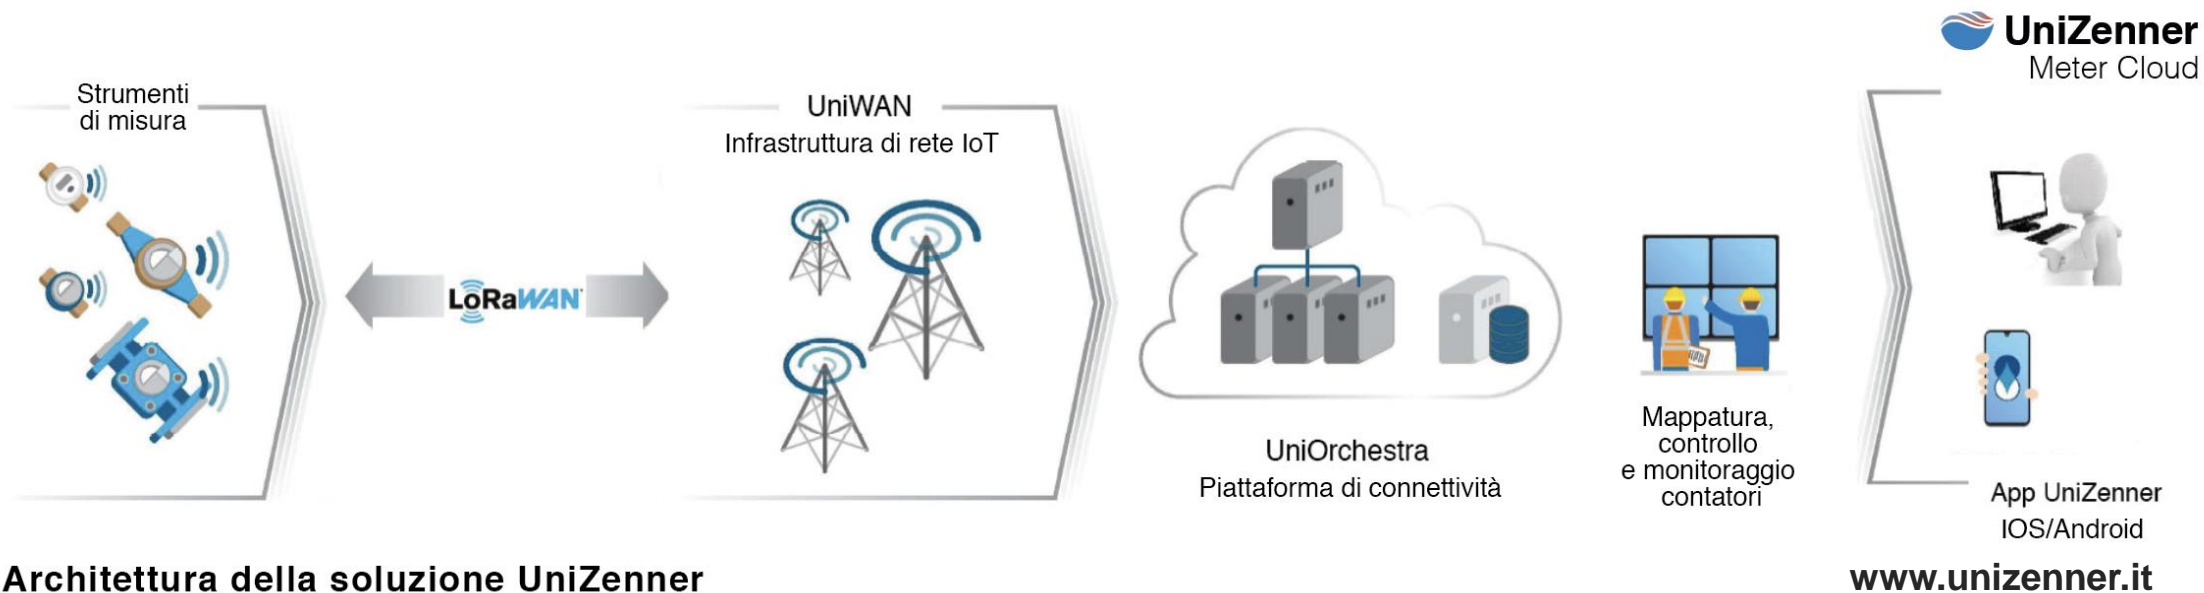 UniZenner
Meter Cloud
Strumenti
di misura
LoRaWAN
UniWAN
Infrastruttura di rete IoT
UniOrchestra
Piattaforma di connettività
Mappatura,
controllo
e monitoraggio
contatori
App UniZenner
IOS/Android
Architettura della soluzione UniZenner
www.unizenner.it